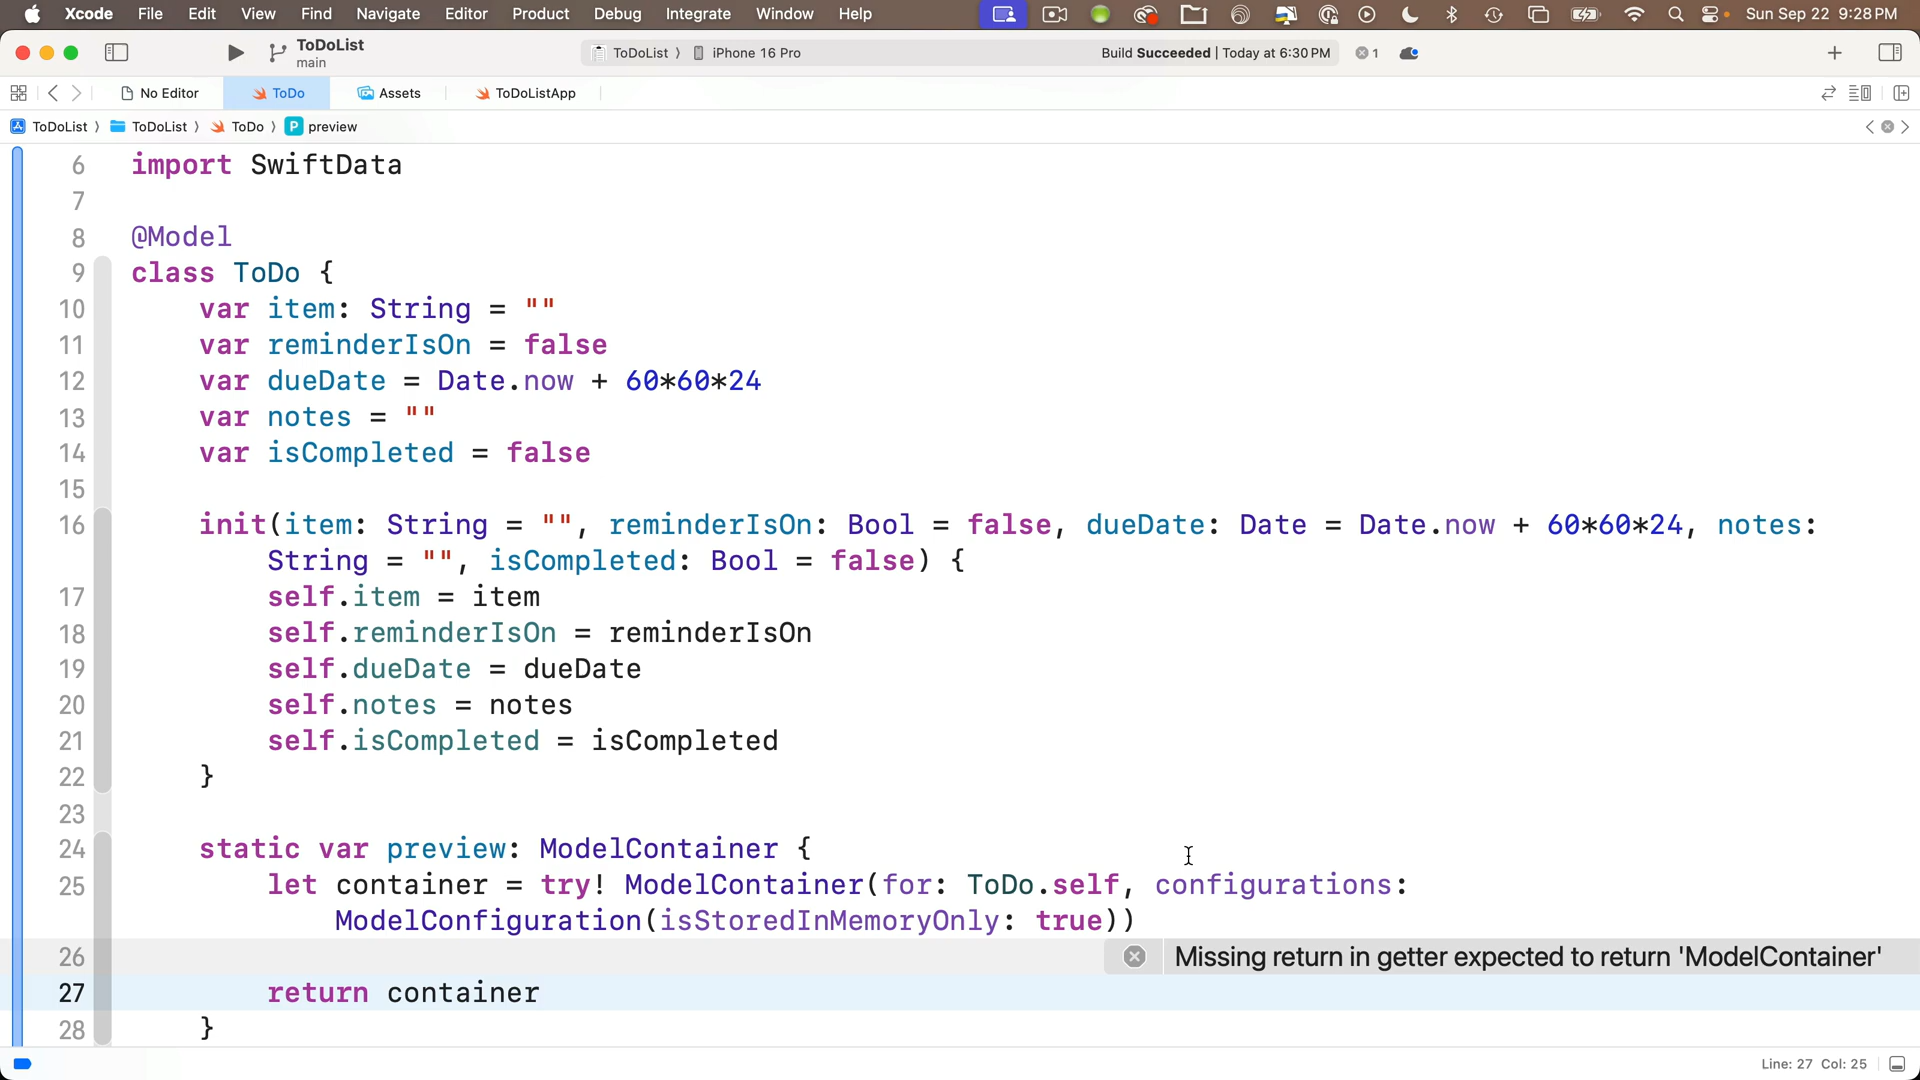 Xcode File Edit View Find Navigate Editor Product Debug Integrate Window Help Sun Sep 22 9:28 PM
ToDoList
main
ToDoList 〉 iPhone 16 Pro Build Succeeded | Today at 6:30 PM 1
No Editor ToDo Assets ToDoListApp
ToDoList 〉 ToDoList 〉 ToDo 〉 P preview
6 import SwiftData
7
8 @Model
9 class ToDo {
10 var item: String = ""
11 var reminderIsOn = false
12 var dueDate = Date.now + 60*60*24
13 var notes = ""
14 var isCompleted = false
15
16 init(item: String = "", reminderIsOn: Bool = false, dueDate: Date = Date.now + 60*60*24, notes:
String = "", isCompleted: Bool = false) {
17 self.item = item
18 self.reminderIsOn = reminderIsOn
19 self.dueDate = dueDate
20 self.notes = notes
21 self.isCompleted = isCompleted
22 }
23
24 static var preview: ModelContainer {
25 let container = try! ModelContainer(for: ToDo.self, configurations:
ModelConfiguration(isStoredInMemoryOnly: true))
26 Missing return in getter expected to return 'ModelContainer'
27 return container
28 }
Line: 27 Col: 25